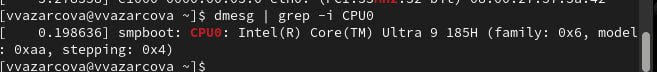 [vvazarcova@vvazarcova ~]$ dmesg | grep -i CPU0
[    0.198636] smpboot: CPU0: Intel(R) Core(TM) Ultra 9 185H (family: 0x6, model
: 0xaa, stepping: 0x4)
[vvazarcova@vvazarcova ~]$